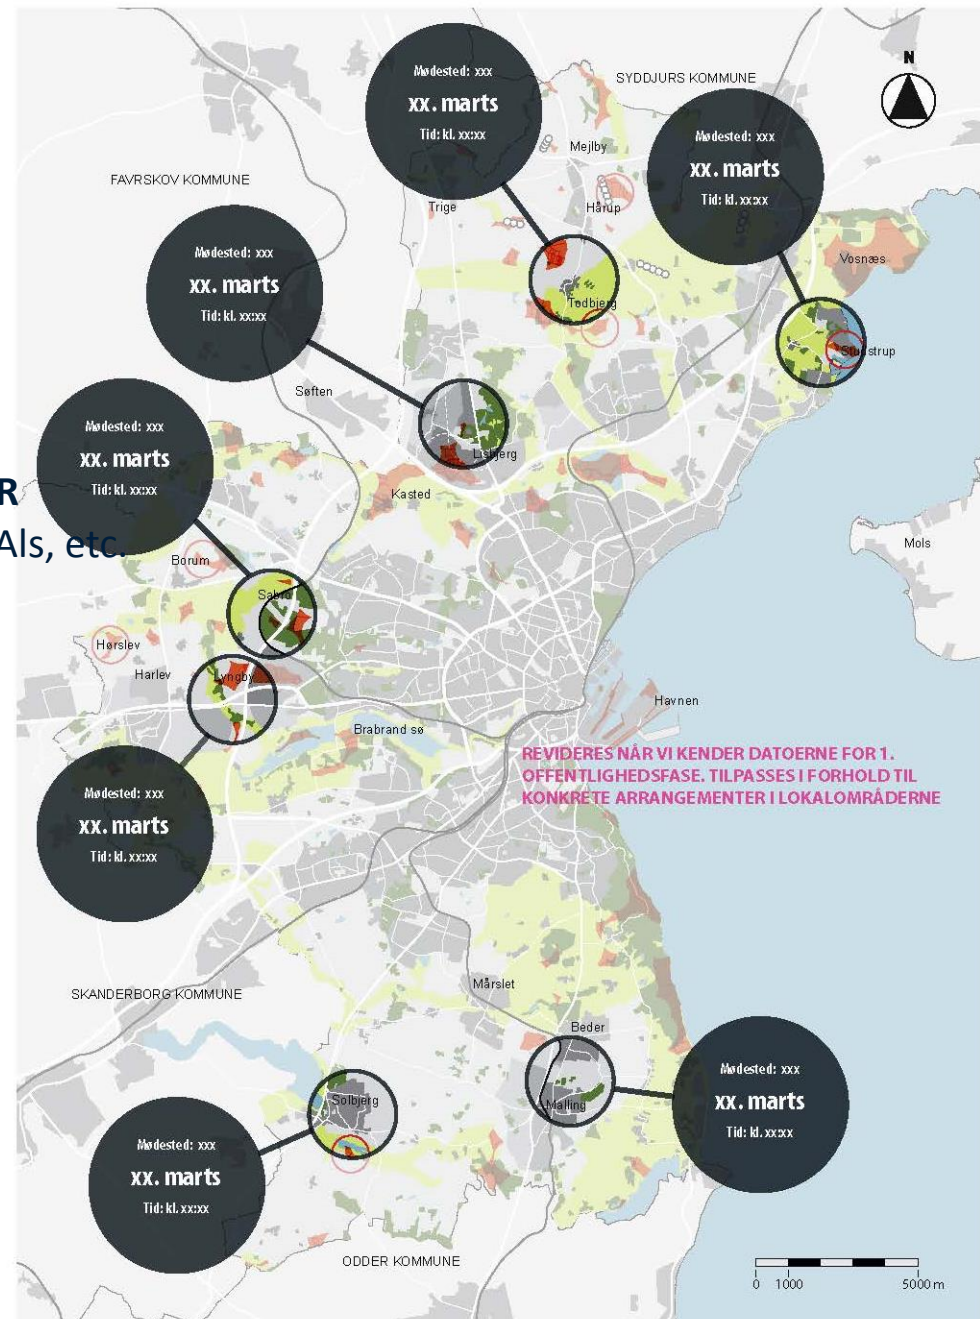 N
SYDDJURS KOMMUNE
Mødested: xxx
xx. marts
Tid: kl. xx:xx
Mødested: xxx
xx. marts
Tid: kl. xx:xx
Mejlby
FAVRSKOV KOMMUNE
Trige
Hårup
Mødested: xxx
xx. marts
Tid: kl. xx:xx
Vosnæs
Todbjerg
Studstrup
Søften
Mødested: xxx
xx. marts
Tid: kl. xx:xx
Lisbjerg
Kasted
R
Als, etc.
Mols
Borum
Sabro
Hørslev
Harlev
Lyngby
Havnen
Brabrand sø
REVIDERES NÅR VI KENDER DATOERNE FOR 1.
OFFENTLIGHEDSFASE. TILPASSES I FORHOLD TIL
KONKRETE ARRANGEMENTER I LOKALOMRÅDERNE
Mødested: xxx
xx. marts
Tid: kl. xx:xx
SKANDERBORG KOMMUNE
Mårslet
Beder
Mødested: xxx
xx. marts
Tid: kl. xx:xx
Solbjerg
Malling
Mødested: xxx
xx. marts
Tid: kl. xx:xx
ODDER KOMMUNE
0 1000 5000 m